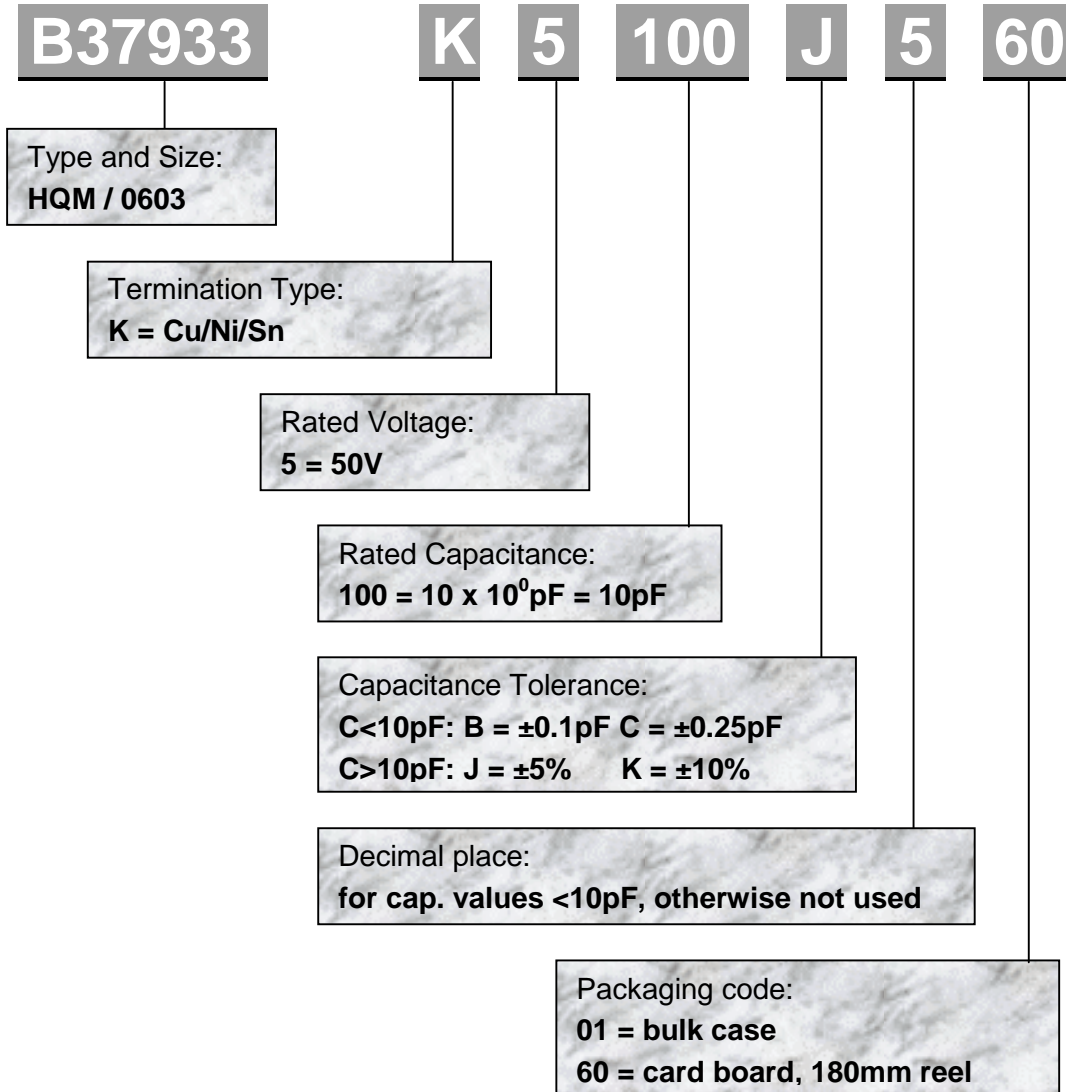 B37933 K 5 100 J 5 60
Type and Size:
HQM / 0603
Termination Type:
K = Cu/Ni/Sn
Rated Voltage:
5 = 50V
Rated Capacitance:
100 = 10 x 10⁰pF = 10pF
Capacitance Tolerance:
C<10pF: B = ±0.1pF C = ±0.25pF
C>10pF: J = ±5% K = ±10%
Decimal place:
for cap. values <10pF, otherwise not used
Packaging code:
01 = bulk case
60 = card board, 180mm reel